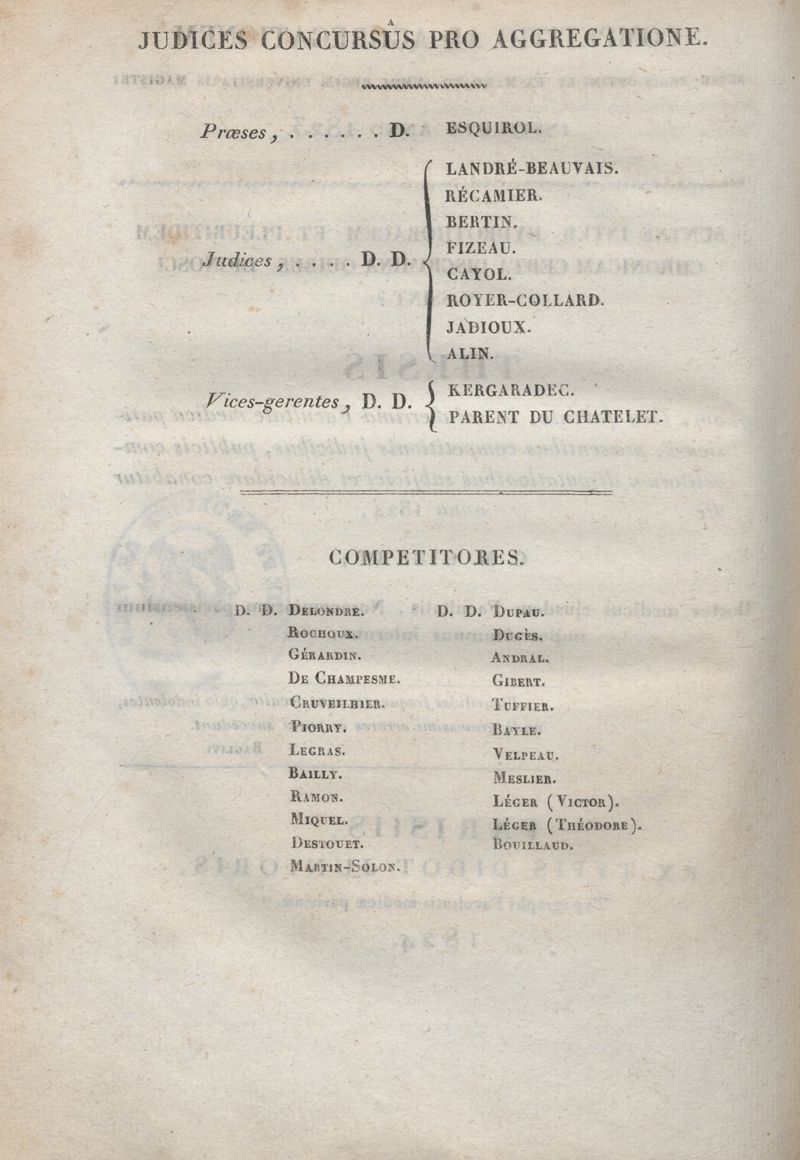 JUDICES CONCURSÛS PRO AGGREGATIONE.
Præses, . . . . . . D. ESQUIROL.
Judices, . . . . D. D.
LANDRÉ-BEAUVAIS.
RÉCAMIER.
BERTIN.
FIZEAU.
CAYOL.
ROYER-COLLARD.
JADIOUX.
ALIN.
Vices-gerentes, D. D.
KERGARADEC.
PARENT DU CHATELET.
COMPETITORES.
D. D. DELONDRE.
ROCHOUX.
GÉRARDIN.
DE CHAMPESME.
CRUVEILHIER.
PIORRY.
LEGRAS.
BAILLY.
RAMON.
MIQUEL.
DESTOUET.
MARTIN-SOLON.
D. D. DUPAU.
DUGÈS.
ANDRAL.
GIBERT.
TUFFIER.
BAYLE.
VELPEAU.
MESLIER.
LÉGER (VICTOR).
LÉGER (THÉODORE).
BOUILLAUD.